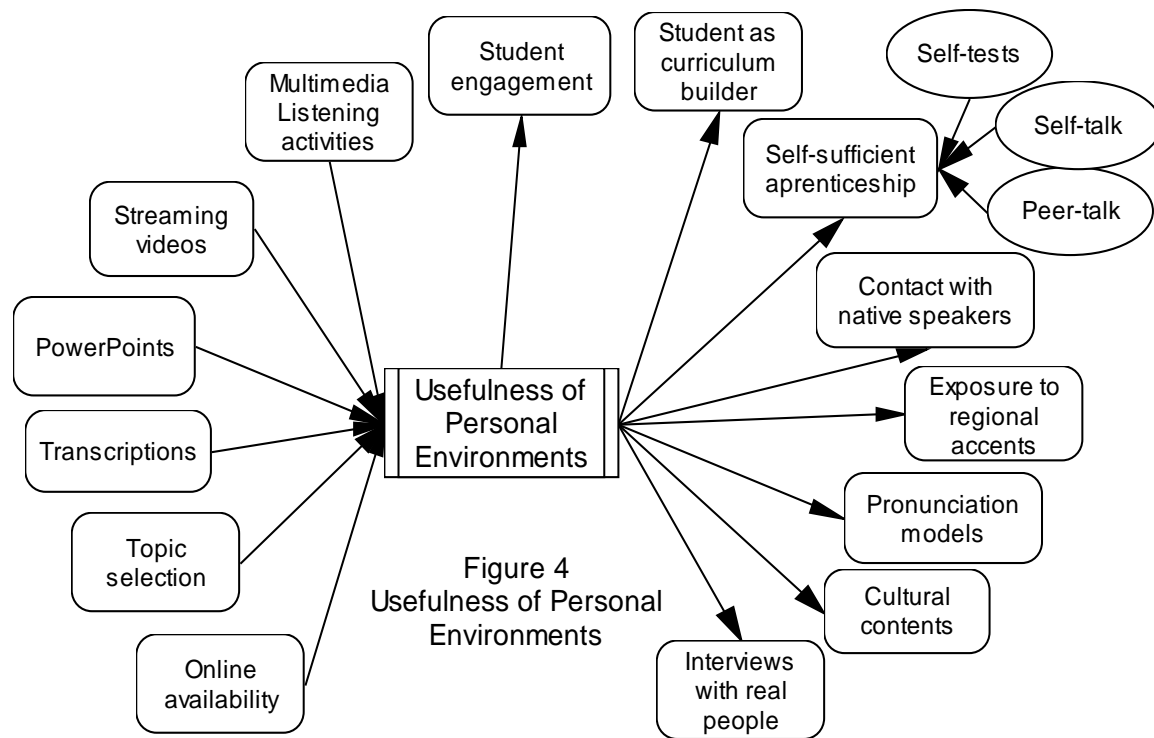 Student
engagement
Student as
curriculum
builder
Self-tests
Multimedia
Listening
activities
Self-talk
Self-sufficient
aprenticeship
Peer-talk
Streaming
videos
Contact with
native speakers
PowerPoints
Usefulness of
Personal
Environments
Exposure to
regional
accents
Transcriptions
Pronunciation
models
Topic
selection
Figure 4
Usefulness of Personal
Environments
Cultural
contents
Online
availability
Interviews
with real
people